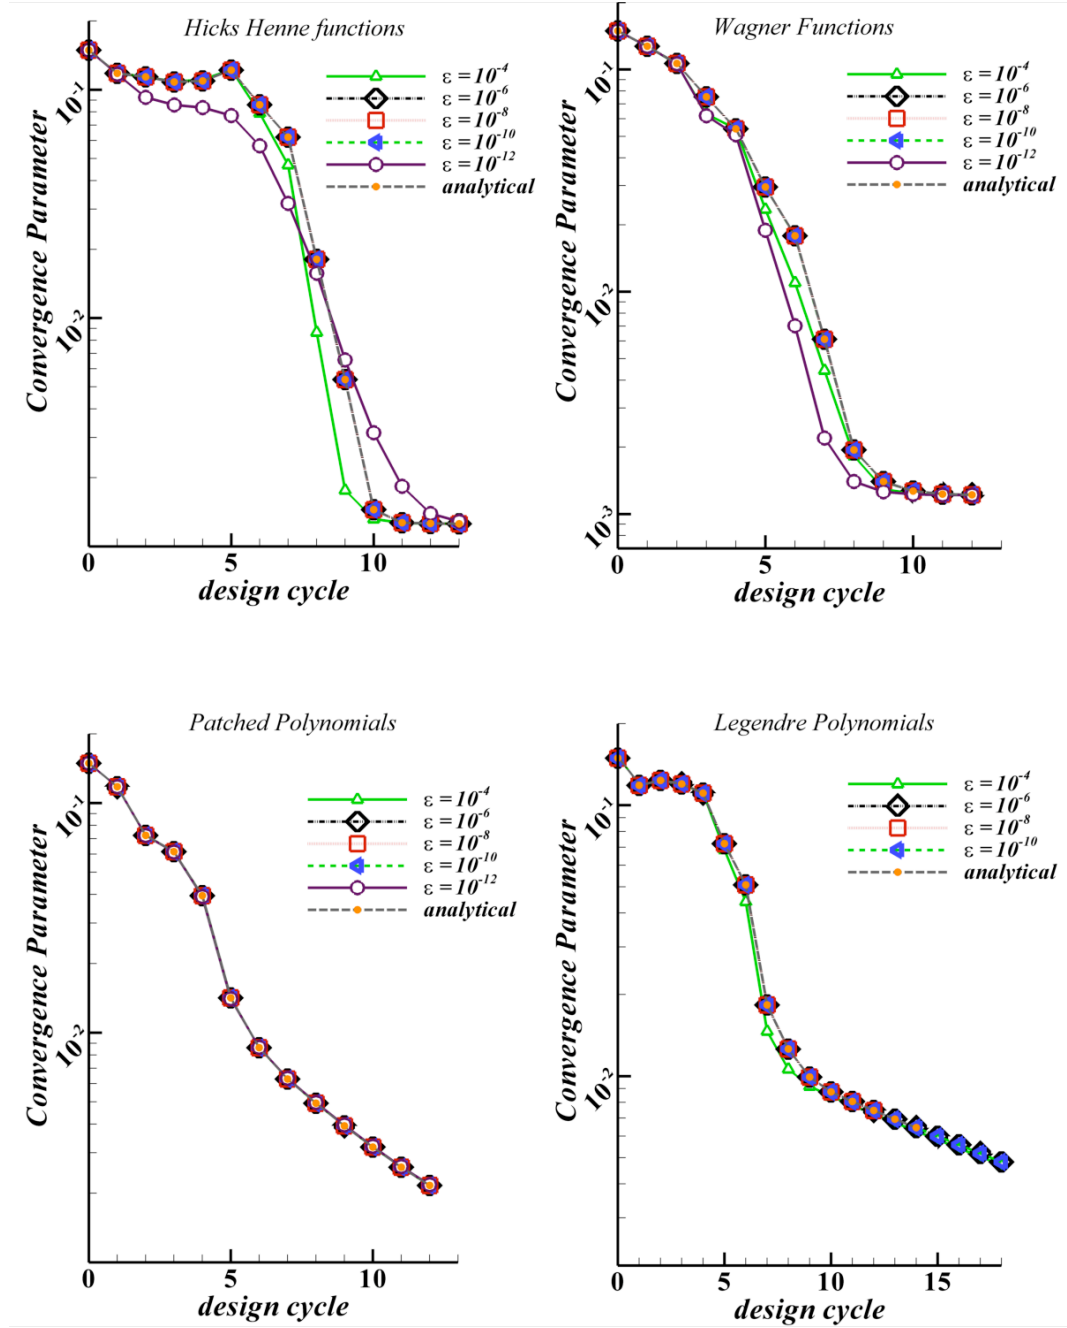 Hicks Henne functions
Convergence Parameter
10⁻¹
10⁻²
ε = 10⁻⁴
ε = 10⁻⁶
ε = 10⁻⁸
ε = 10⁻¹⁰
ε = 10⁻¹²
analytical
0 5 10
design cycle
Wagner Functions
Convergence Parameter
10⁻¹
10⁻²
10⁻³
ε = 10⁻⁴
ε = 10⁻⁶
ε = 10⁻⁸
ε = 10⁻¹⁰
ε = 10⁻¹²
analytical
0 5 10
design cycle
Patched Polynomials
Convergence Parameter
10⁻¹
10⁻²
ε = 10⁻⁴
ε = 10⁻⁶
ε = 10⁻⁸
ε = 10⁻¹⁰
ε = 10⁻¹²
analytical
0 5 10
design cycle
Legendre Polynomials
Convergence Parameter
10⁻¹
10⁻²
ε = 10⁻⁴
ε = 10⁻⁶
ε = 10⁻⁸
ε = 10⁻¹⁰
analytical
0 5 10 15
design cycle